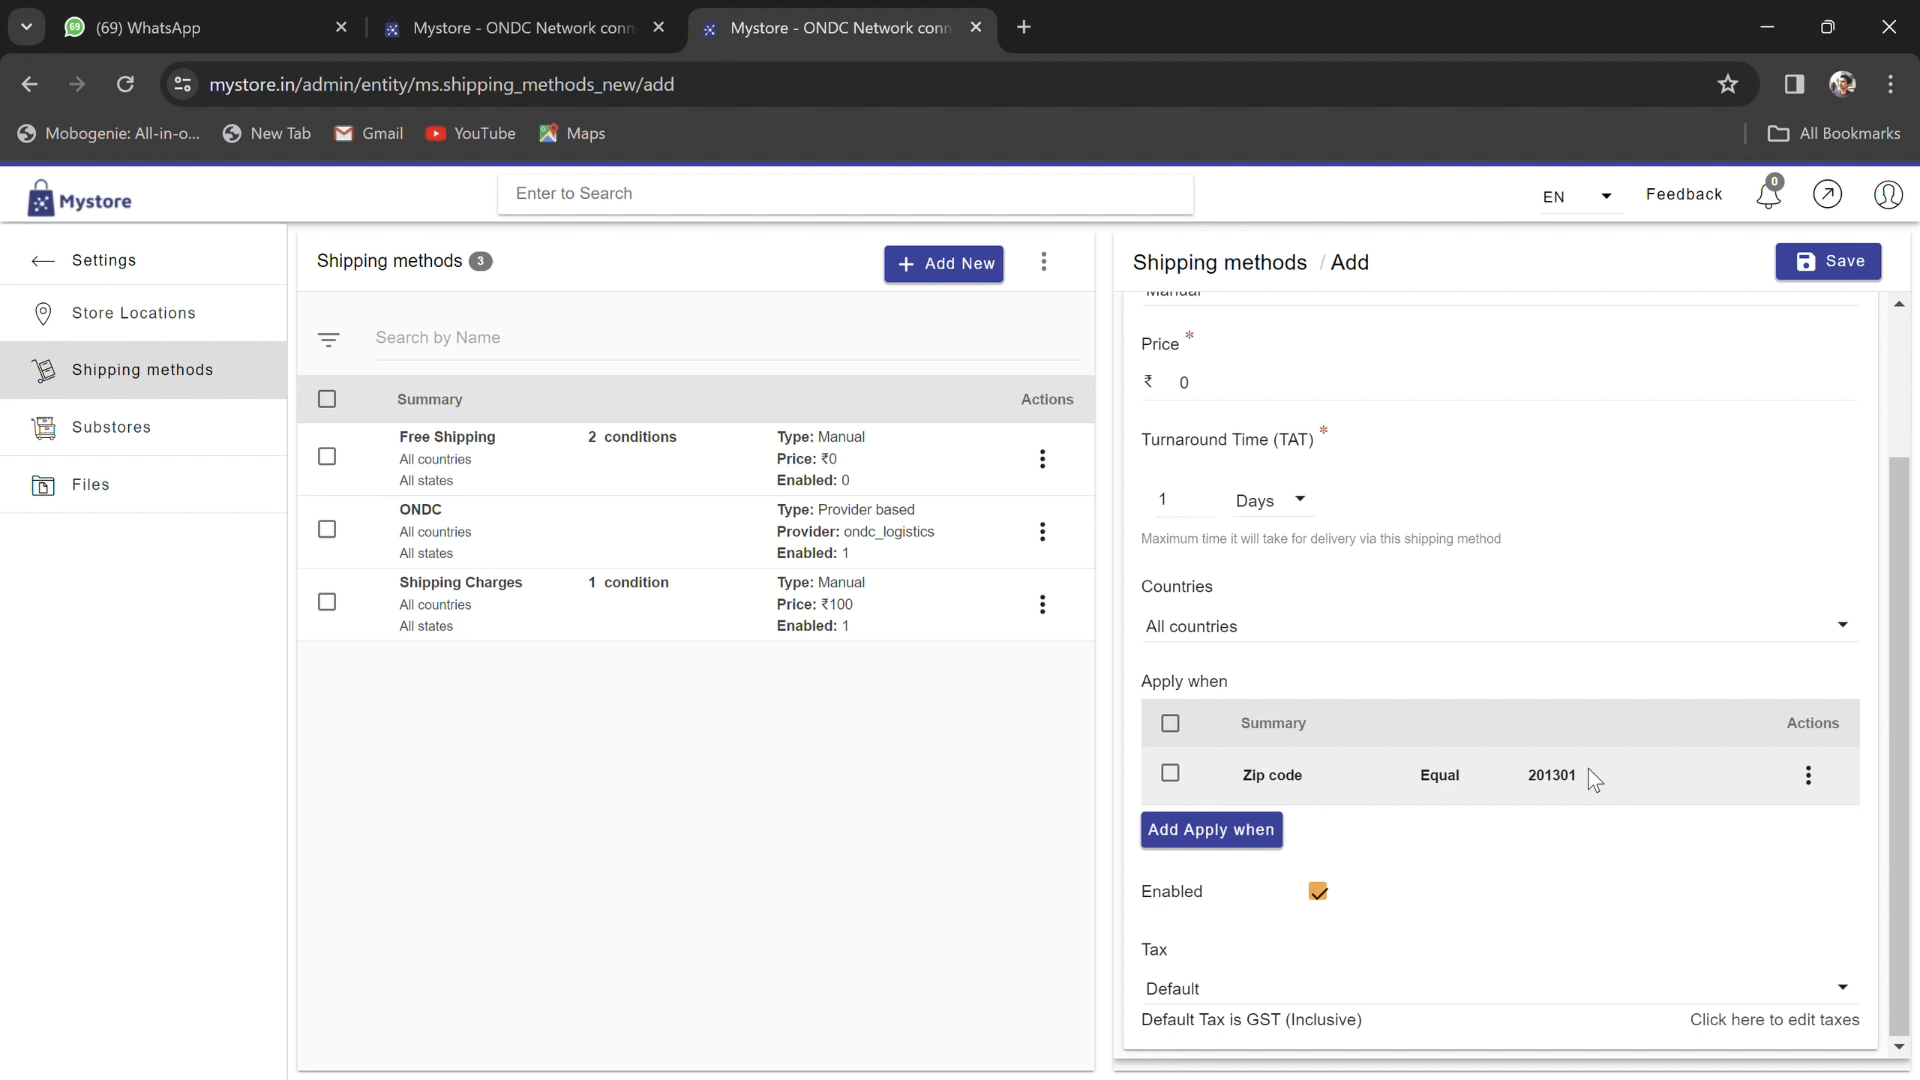 69
(69) WhatsApp
Mystore - ONDC Network conn
Mystore - ONDC Network conn
mystore.in/admin/entity/ms.shipping_methods_new/add
Mobogenie: All-in-o...
New Tab
Gmail
YouTube
Maps
All Bookmarks
Mystore
Enter to Search
EN
Feedback
0
Settings
Store Locations
Shipping methods
Substores
Files
Shipping methods 3
+ Add New
Search by Name
Summary
Actions
Free Shipping
2 conditions
Type: Manual
All countries
Price: ₹0
All states
Enabled: 0
ONDC
Type: Provider based
All countries
Provider: ondc_logistics
All states
Enabled: 1
Shipping Charges
1 condition
Type: Manual
All countries
Price: ₹100
All states
Enabled: 1
Shipping methods / Add
Save
Manual
Price *
₹ 0
Turnaround Time (TAT) *
1 Days
Maximum time it will take for delivery via this shipping method
Countries
All countries
Apply when
Summary
Actions
Zip code Equal 201301
Add Apply when
Enabled
Tax
Default
Default Tax is GST (Inclusive)
Click here to edit taxes